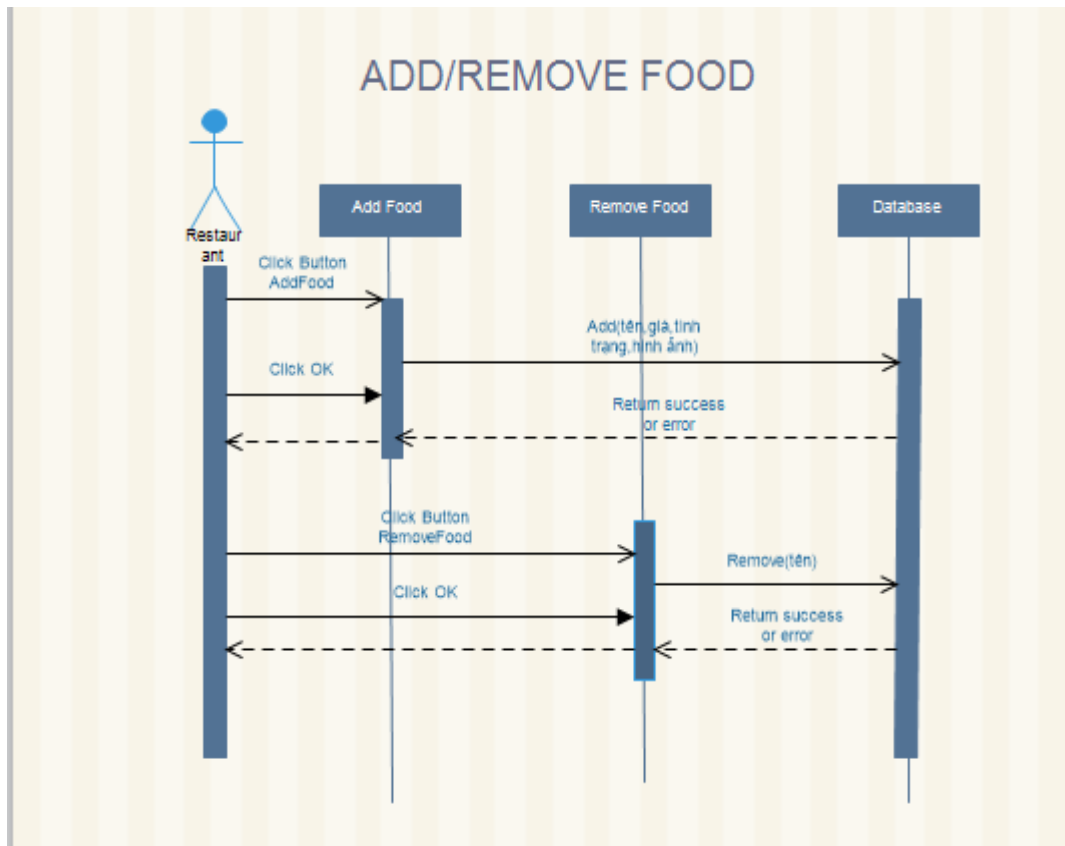 ADD/REMOVE FOOD
Add Food
Remove Food
Database
Restaur
ant
Click Button
AddFood
Add(tên,giá,tình
trạng,hình ảnh)
Click OK
Return success
or error
Click Button
RemoveFood
Remove(tên)
Click OK
Return success
or error